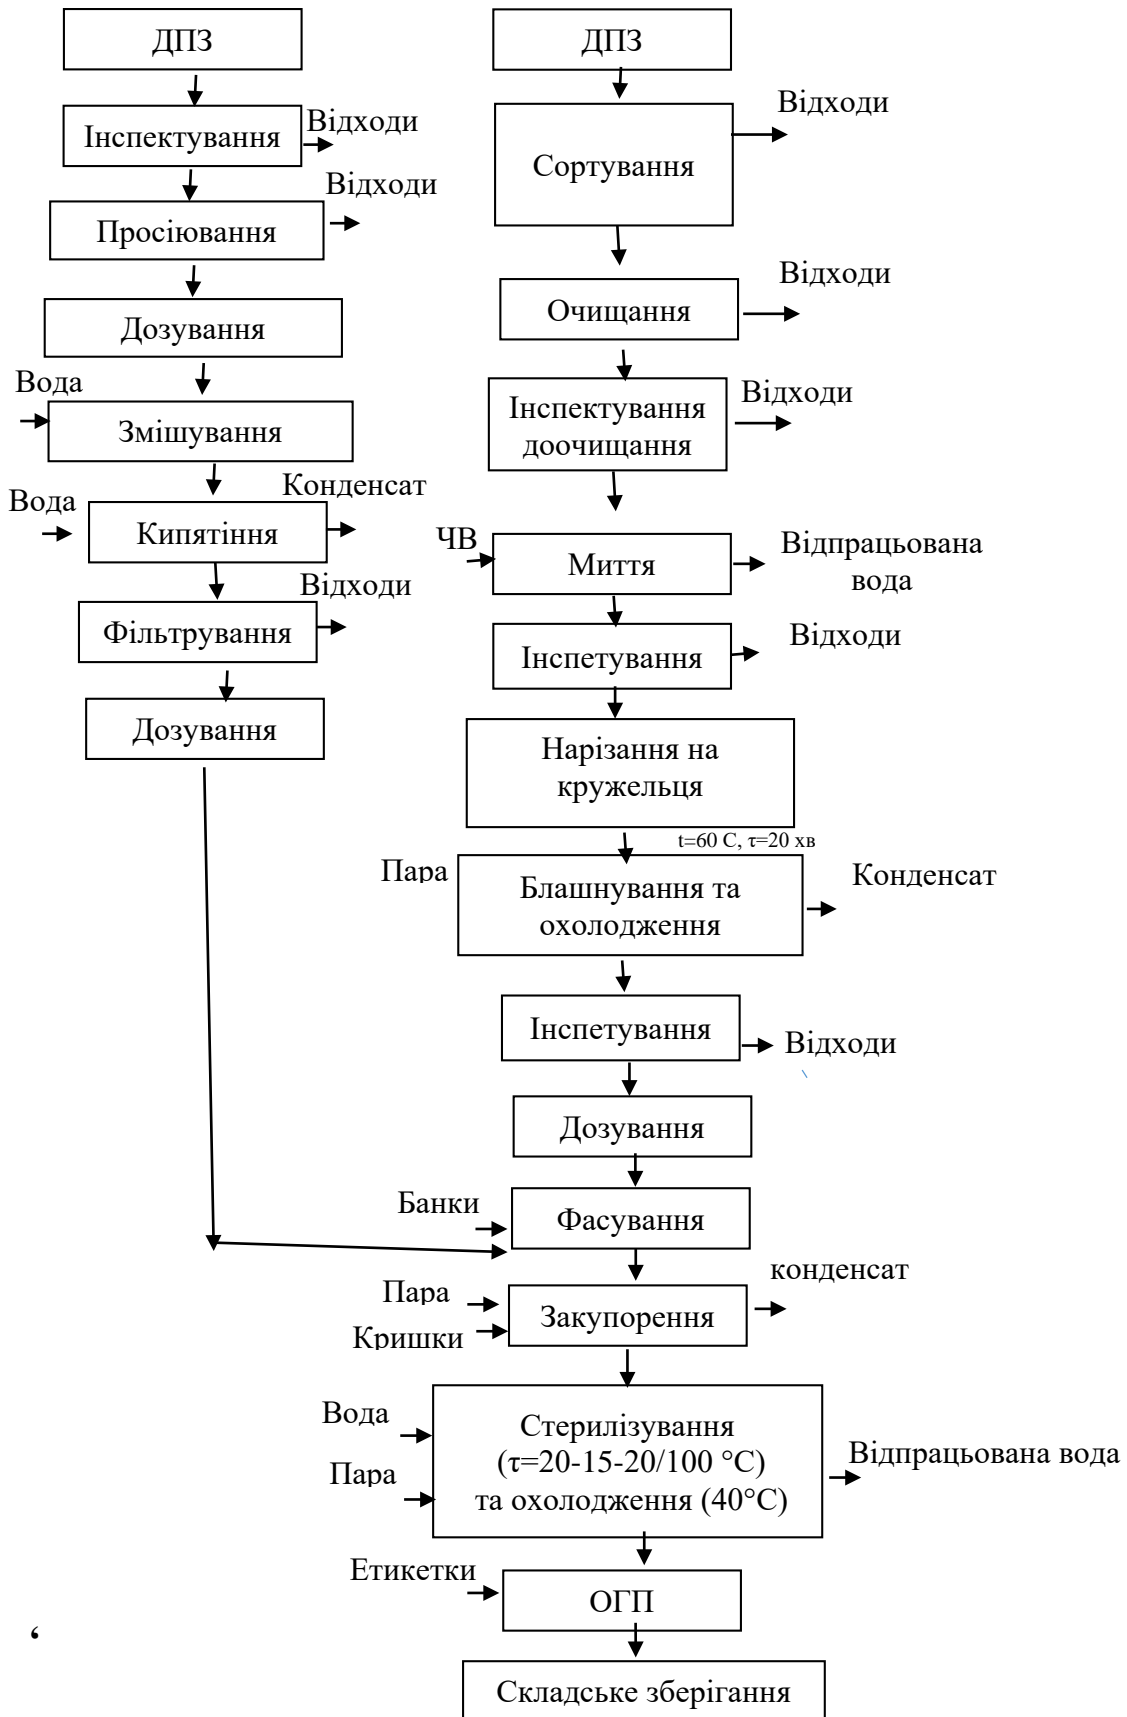 ДПЗ
Інспектування
Відходи
Просіювання
Відходи
Дозування
Вода
Змішування
Вода
Кипятіння
Конденсат
Фільтрування
Відходи
Дозування
ДПЗ
Сортування
Відходи
Очищання
Відходи
Інспектування
доочищання
Відходи
ЧВ
Миття
Відпрацьована
вода
Інспетування
Відходи
Нарізання на
кружельця
t=60 С, τ=20 хв
Пара
Блашнування та
охолодження
Конденсат
Інспетування
Відходи
Дозування
Банки
Фасування
Пара
Кришки
Закупорення
конденсат
Вода
Пара
Стерилізування
(τ=20-15-20/100 °С)
та охолодження (40°С)
Відпрацьована вода
Етикетки
ОГП
‘
Складське зберігання